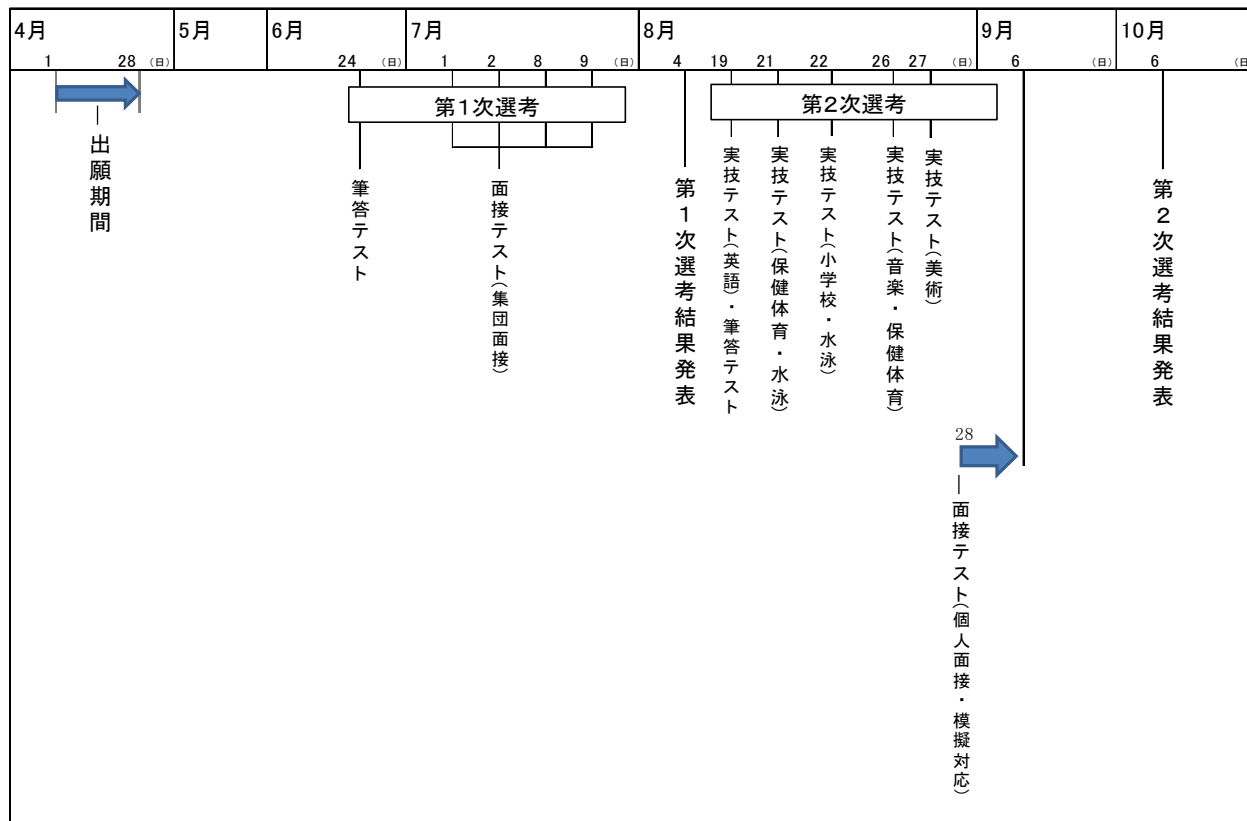 4月
5月
6月
7月
8月
9月
10月
1
28
(日)
24
(日)
1
2
8
9
(日)
4
19
21
22
26
27
(日)
6
(日)
6
(日)
第1次選考
第2次選考
出願期間
筆答テスト
面接テスト(集団面接)
第1次選考結果発表
実技テスト(英語)・筆答テスト
実技テスト(保健体育・水泳)
実技テスト(小学校・水泳)
実技テスト(音楽・保健体育)
実技テスト(美術)
第2次選考結果発表
28
面接テスト(個人面接・模擬対応)